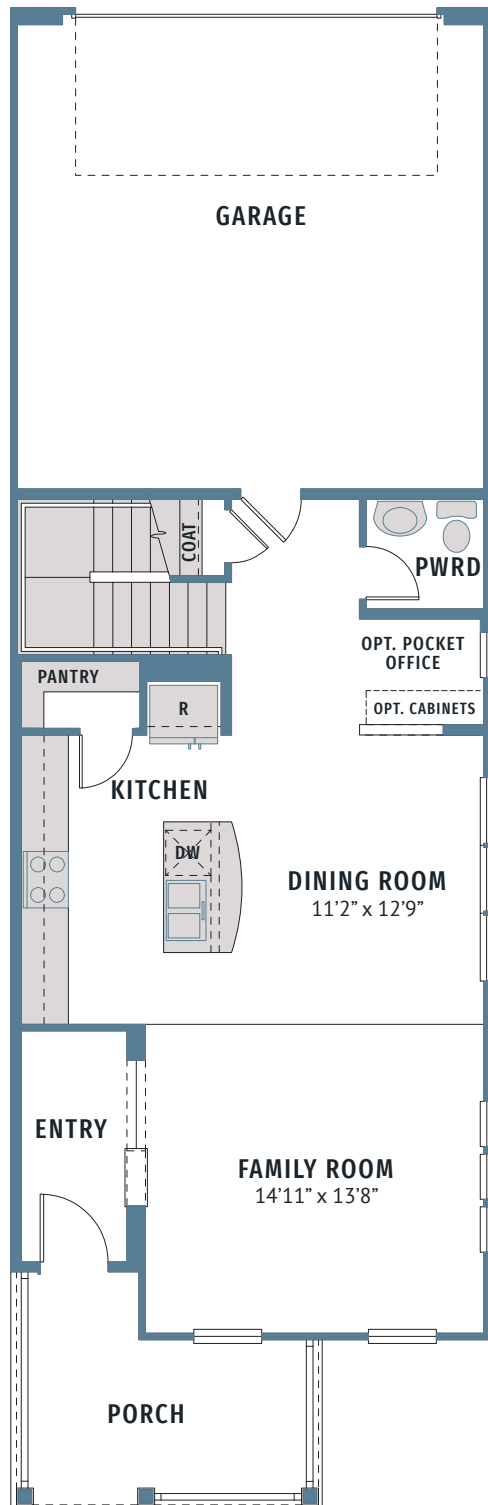 GARAGE
COAT
PWRD
OPT. POCKET
OFFICE
PANTRY
R
OPT. CABINETS
KITCHEN
DW
DINING ROOM
11’2” x 12’9”
ENTRY
FAMILY ROOM
14’11” x 13’8”
PORCH